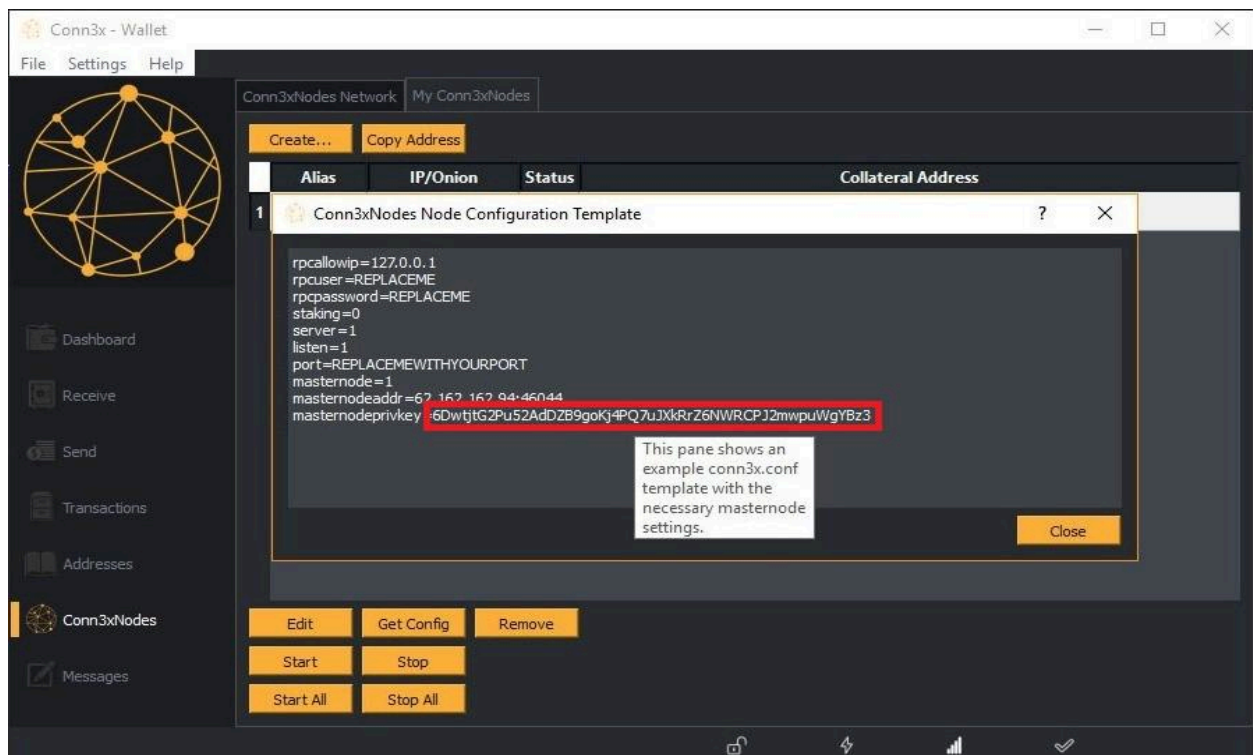 Conn3x - Wallet
File Settings Help
Conn3xNodes Network My Conn3xNodes
Create... Copy Address
Alias IP/Onion Status Collateral Address
1
Conn3xNodes Node Configuration Template ? 
rpcallowip=127.0.0.1
rpcuser=REPLACEME
rpcpassword=REPLACEME
staking=0
server=1
listen=1
port=REPLACEMEWITHYOURPORT
masternode=1
masternodeaddr=62.162.162.94:46044
masternodeprivkey=6DwtjtG2Pu52AdDZB9goKj4PQ7uJXkRrZ6NWRCPJ2mwpuWgYBz3
This pane shows an
example conn3x.conf
template with the
necessary masternode
settings.
Close
Dashboard
Receive
Send
Transactions
Addresses
Conn3xNodes
Messages
Edit Get Config Remove
Start Stop
Start All Stop All